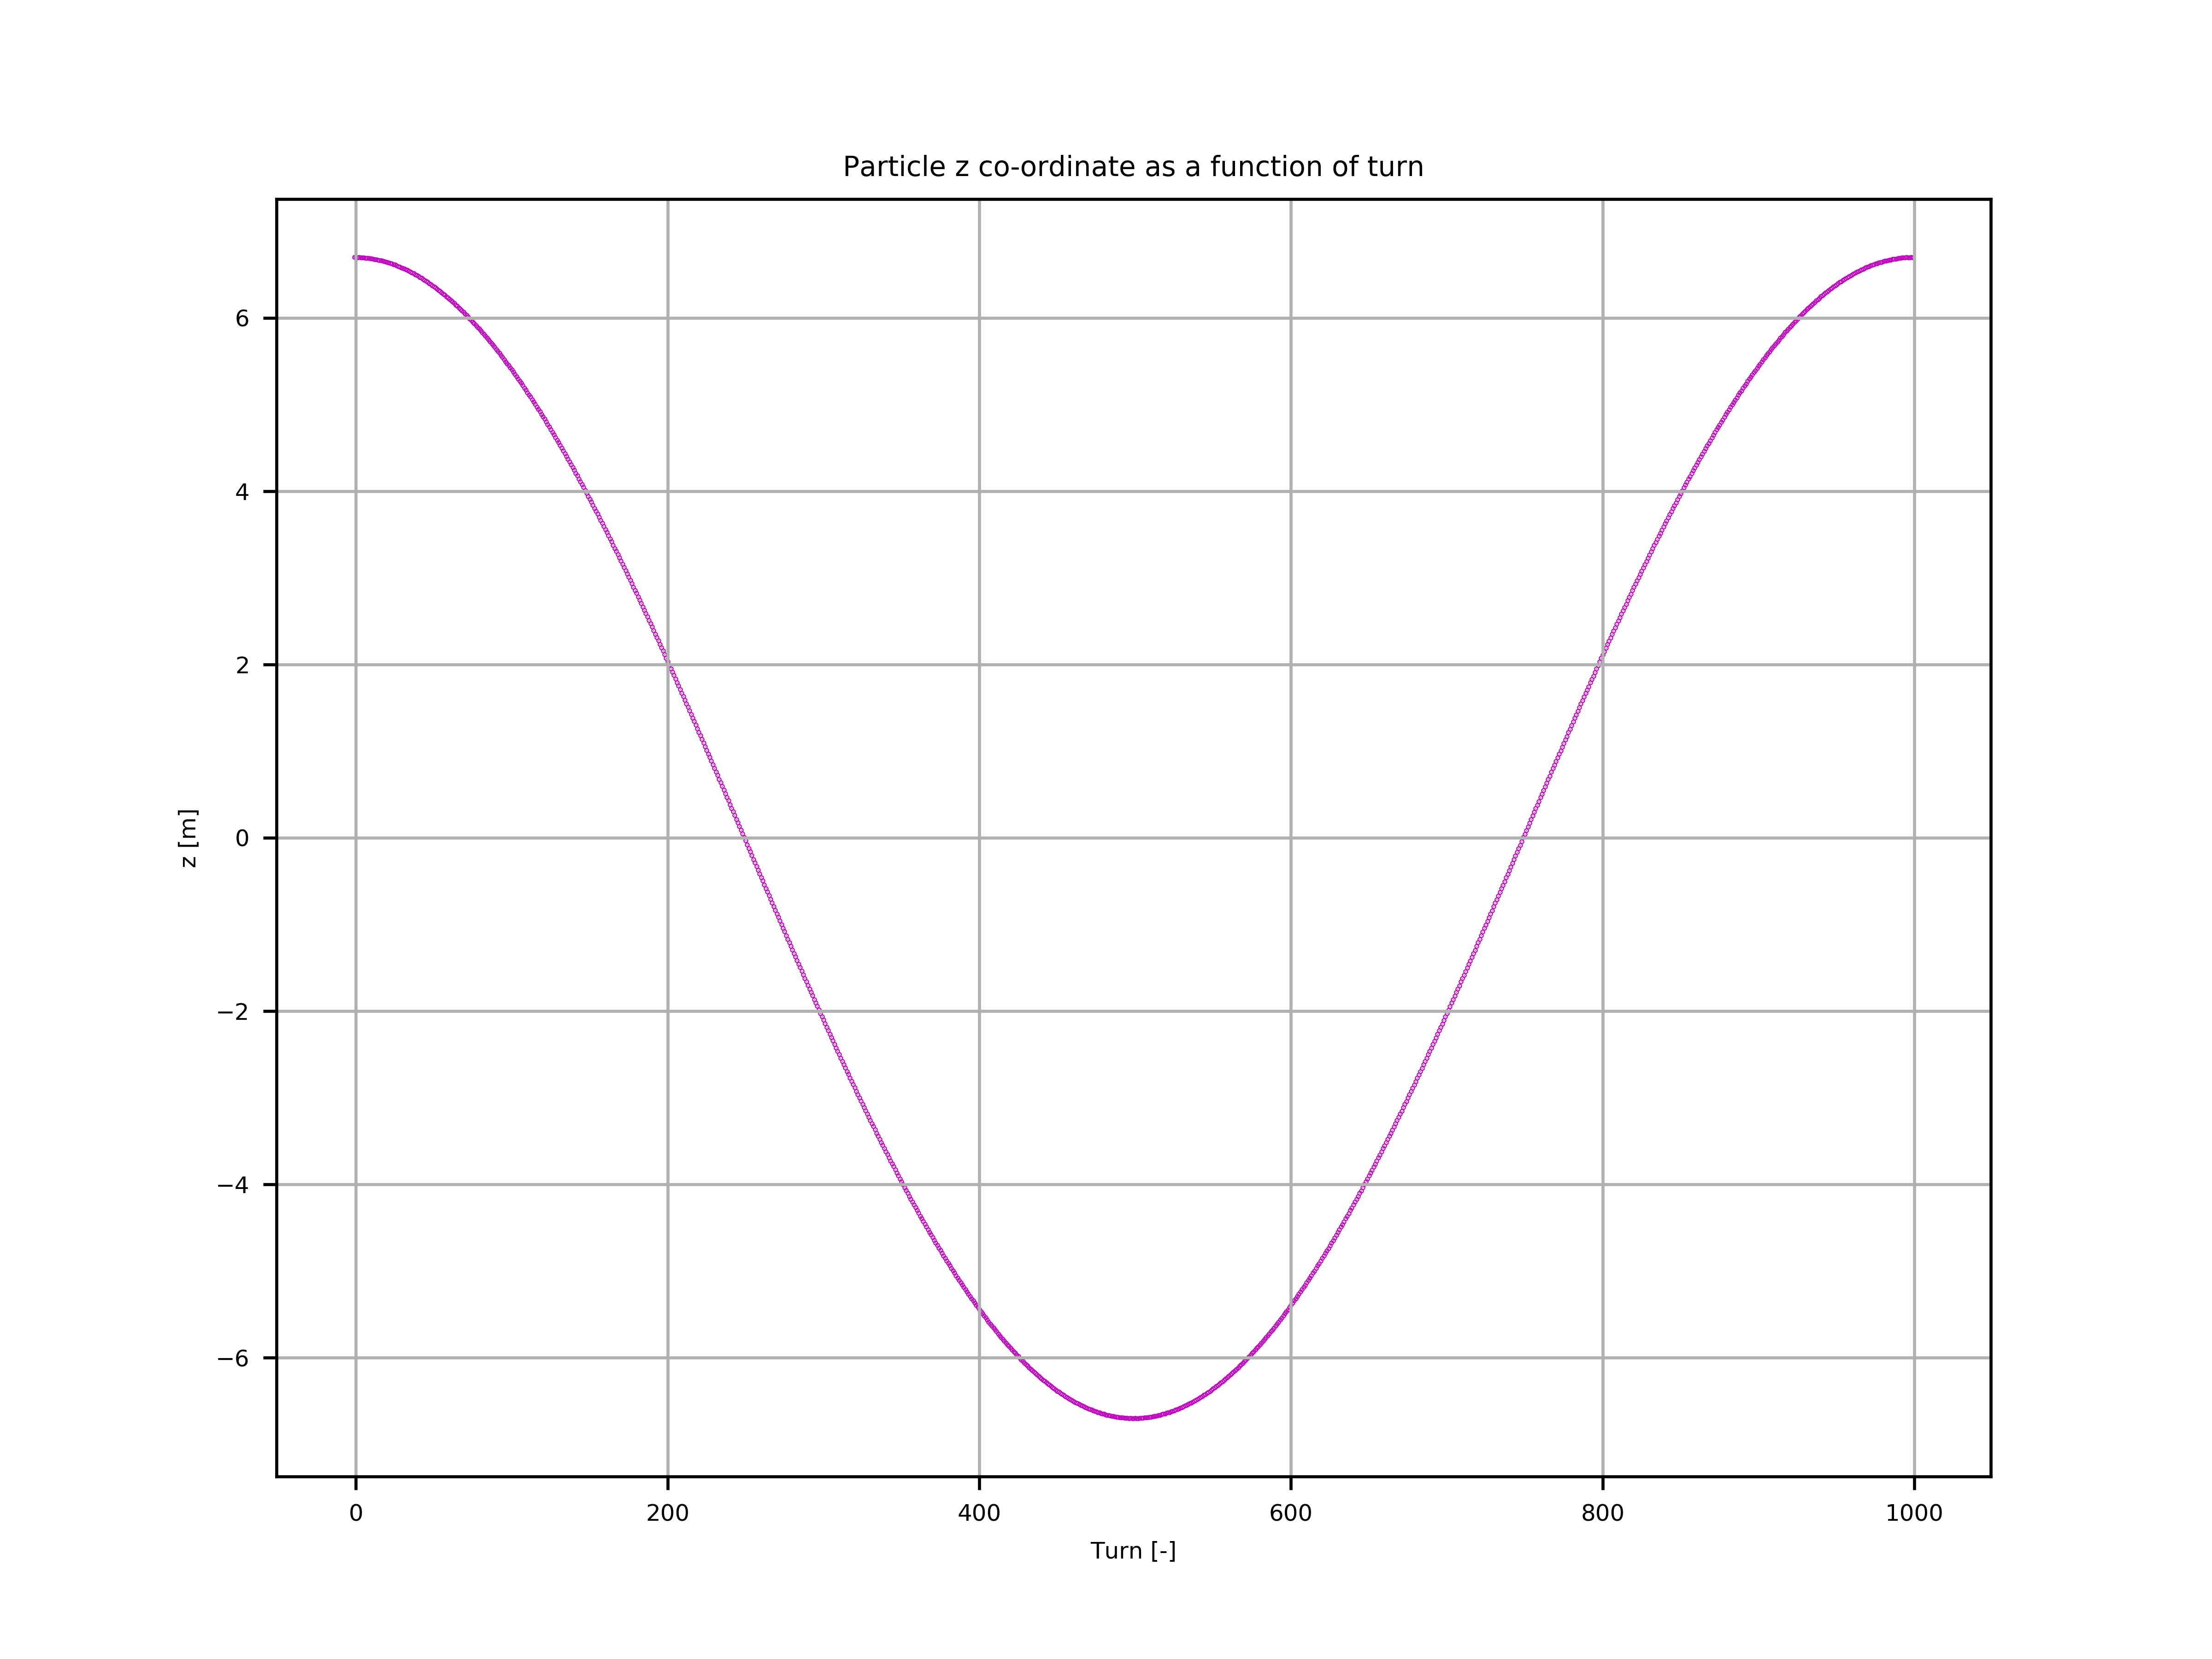 Particle z co-ordinate as a function of turn
6
4
2
0
−2
−4
−6
z [m]
0 200 400 600 800 1000
Turn [-]